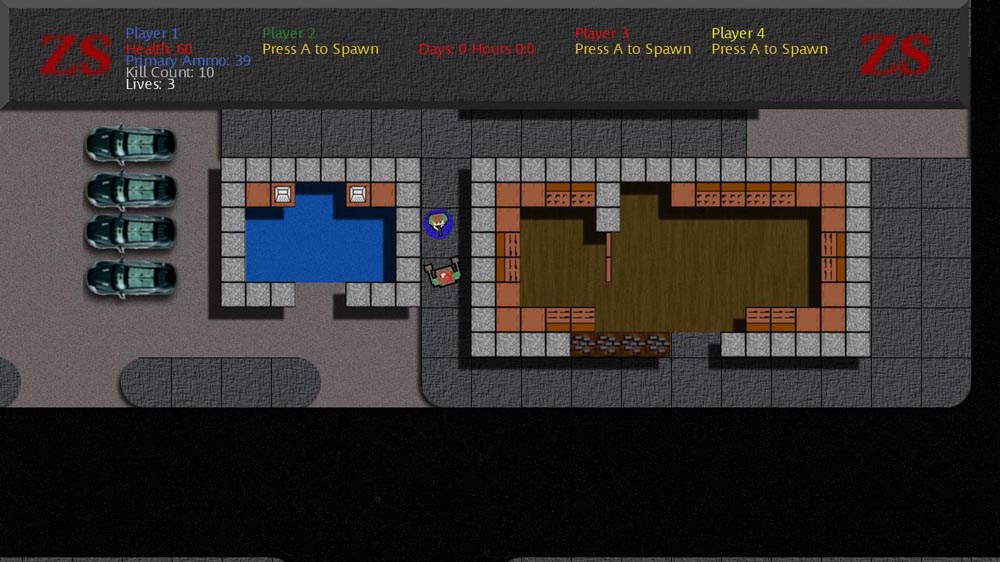 ZS
Player 1
Health: 60
Primary Ammo: 39
Kill Count: 10
Lives: 3
Player 2
Press A to Spawn
Days: 0 Hours 0:0
Player 3
Press A to Spawn
Player 4
Press A to Spawn
ZS